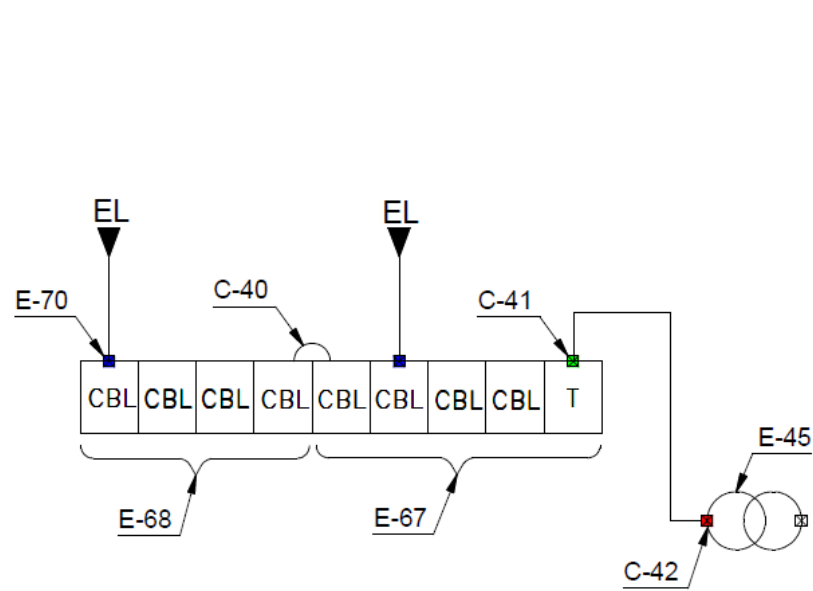 EL EL
E-70 C-40 C-41
CBL CBL CBL CBL CBL CBL CBL CBL T
E-45
E-68 E-67
C-42